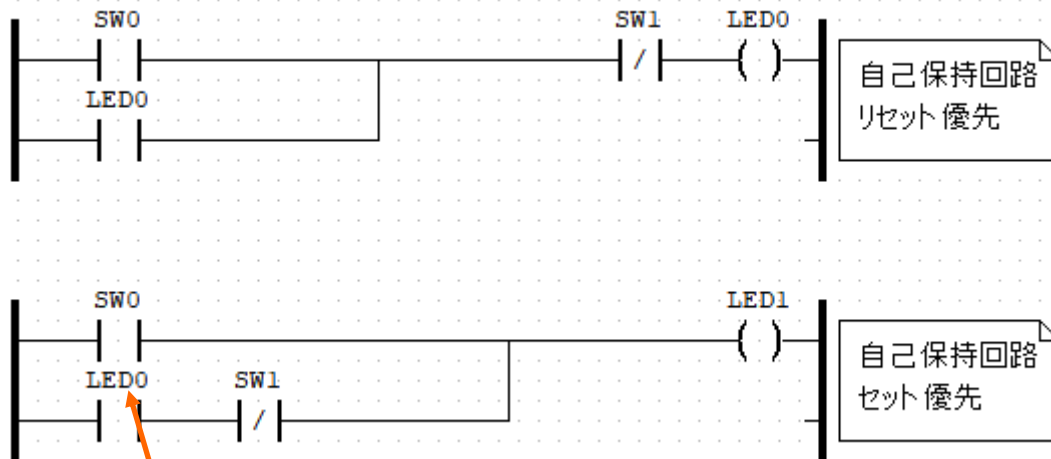 SW0 SW1 LED0
LED0
自己保持回路
リセット優先
SW0 LED1
LED0 SW1
自己保持回路
セット優先